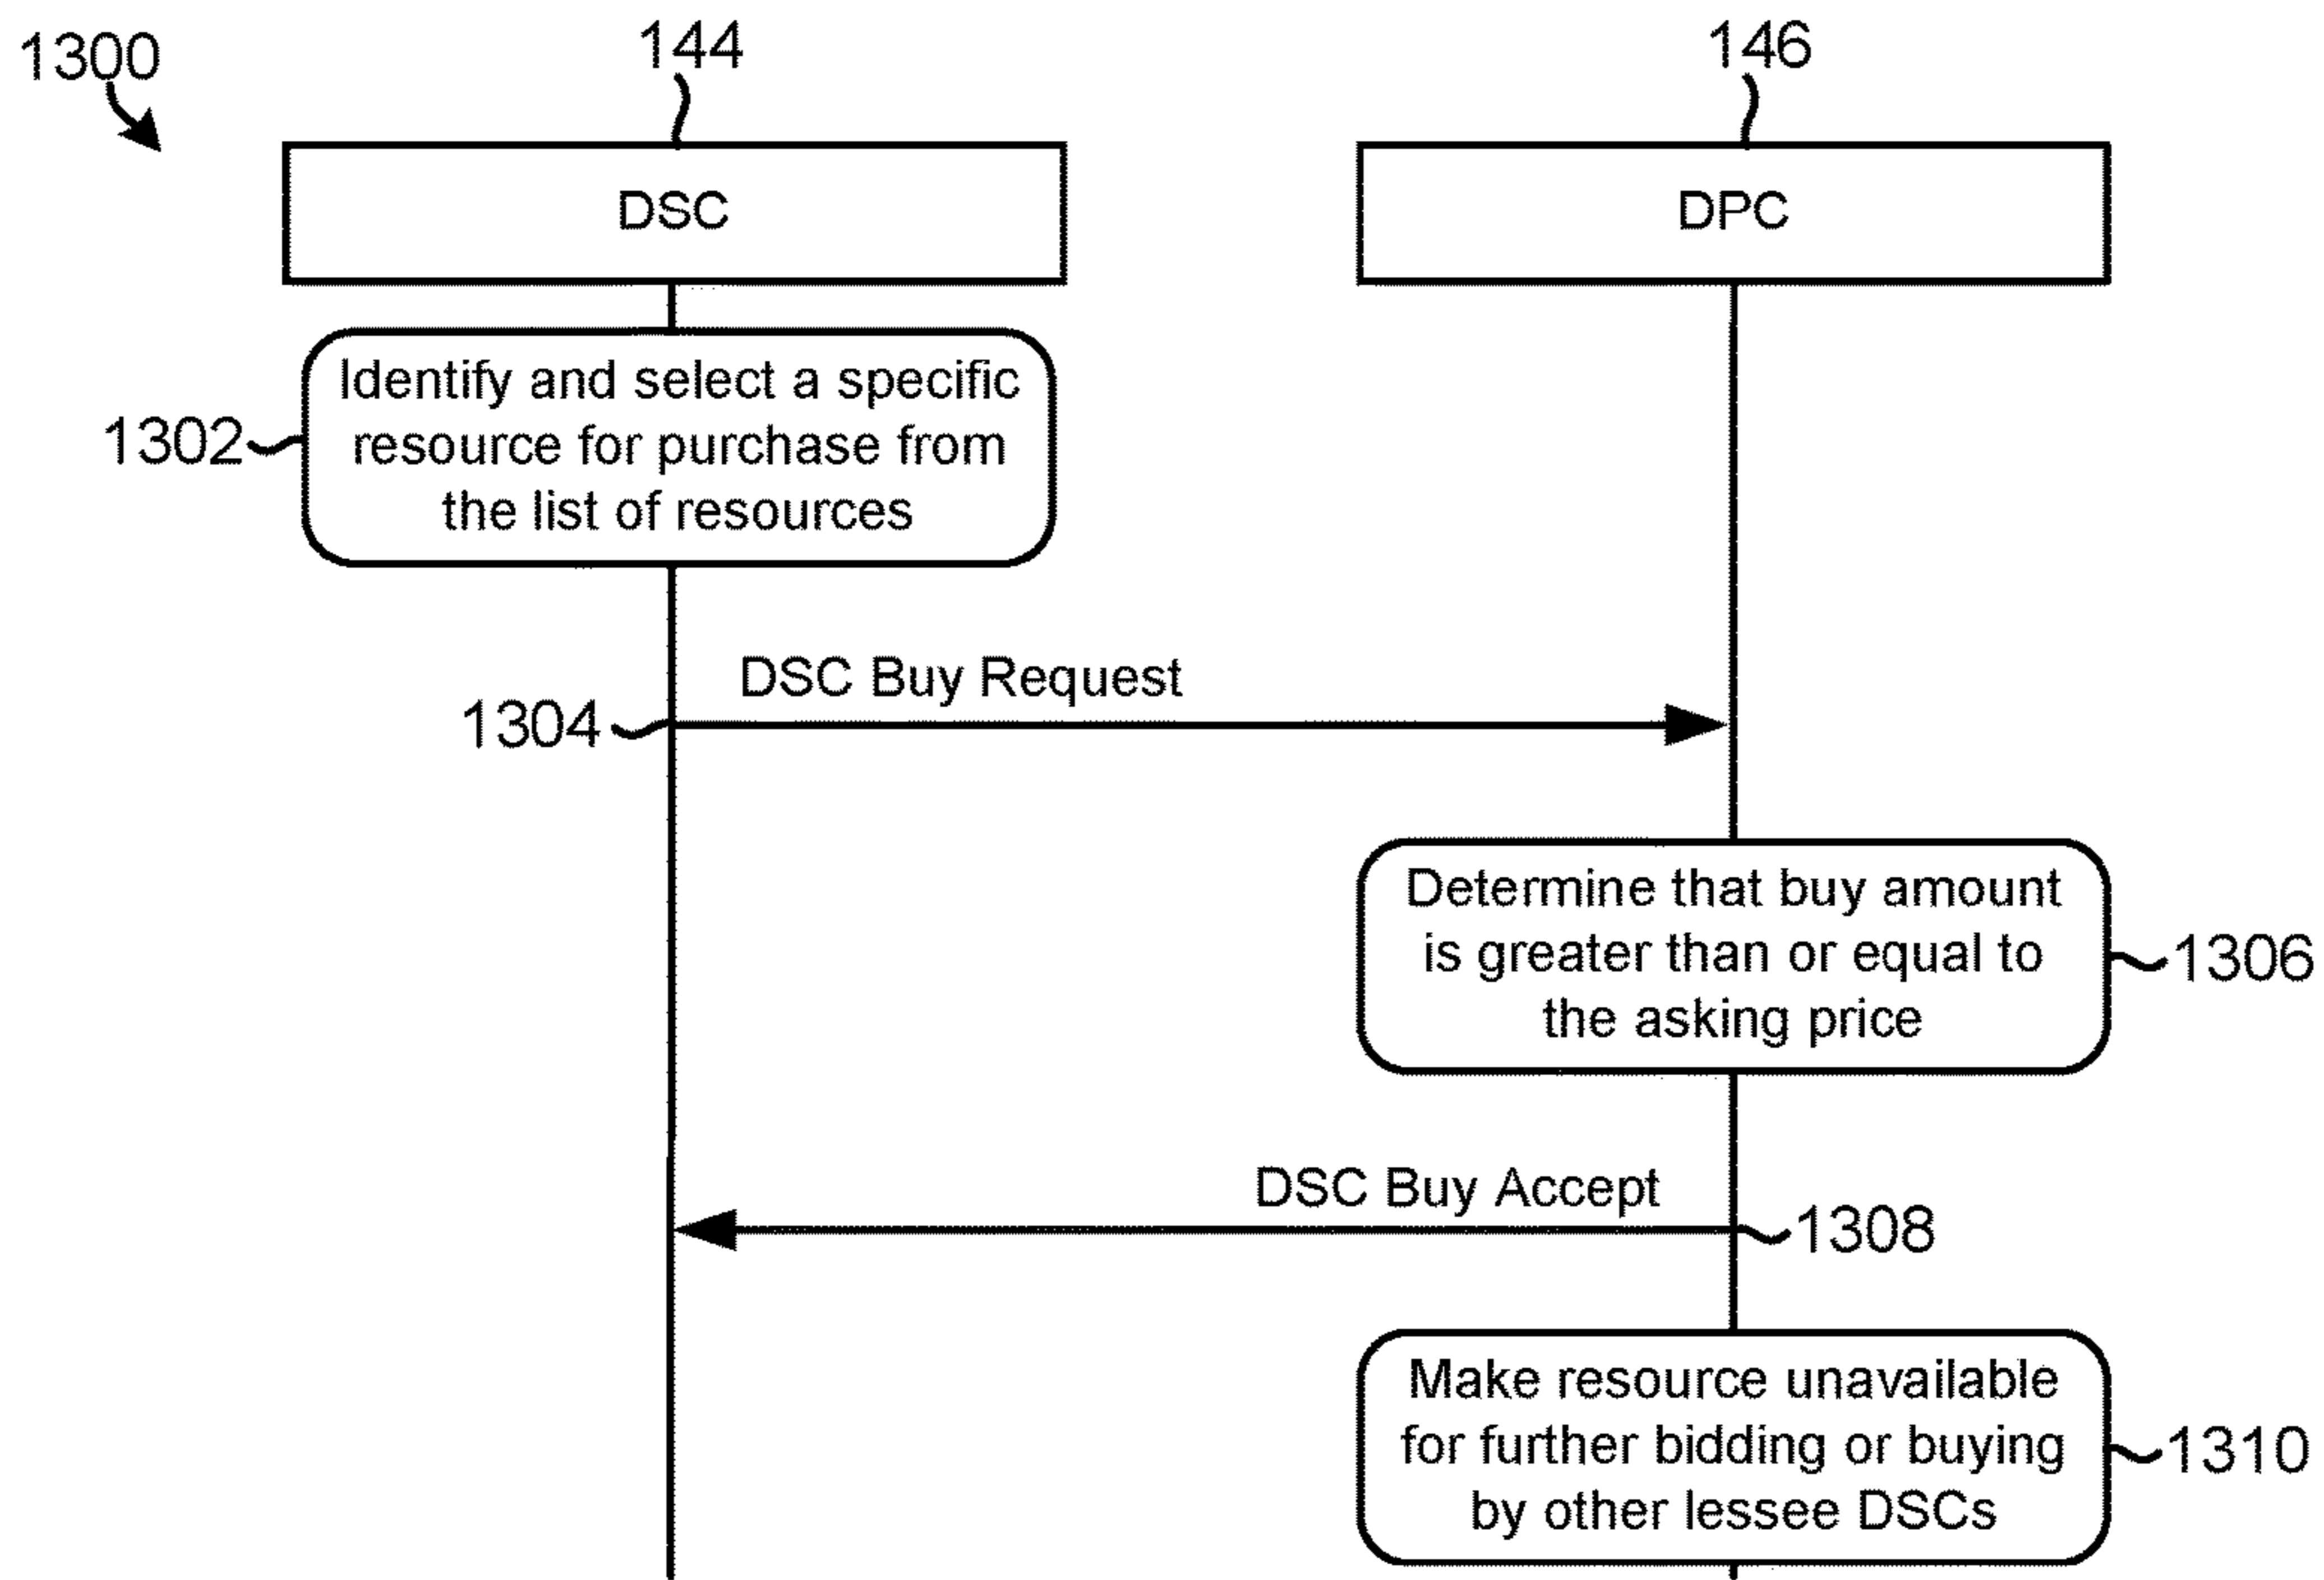 1300
144
146
DSC
DPC
Identify and select a specific
resource for purchase from
the list of resources
1302
DSC Buy Request
1304
Determine that buy amount
is greater than or equal to
the asking price
1306
DSC Buy Accept
1308
Make resource unavailable
for further bidding or buying
by other lessee DSCs
1310